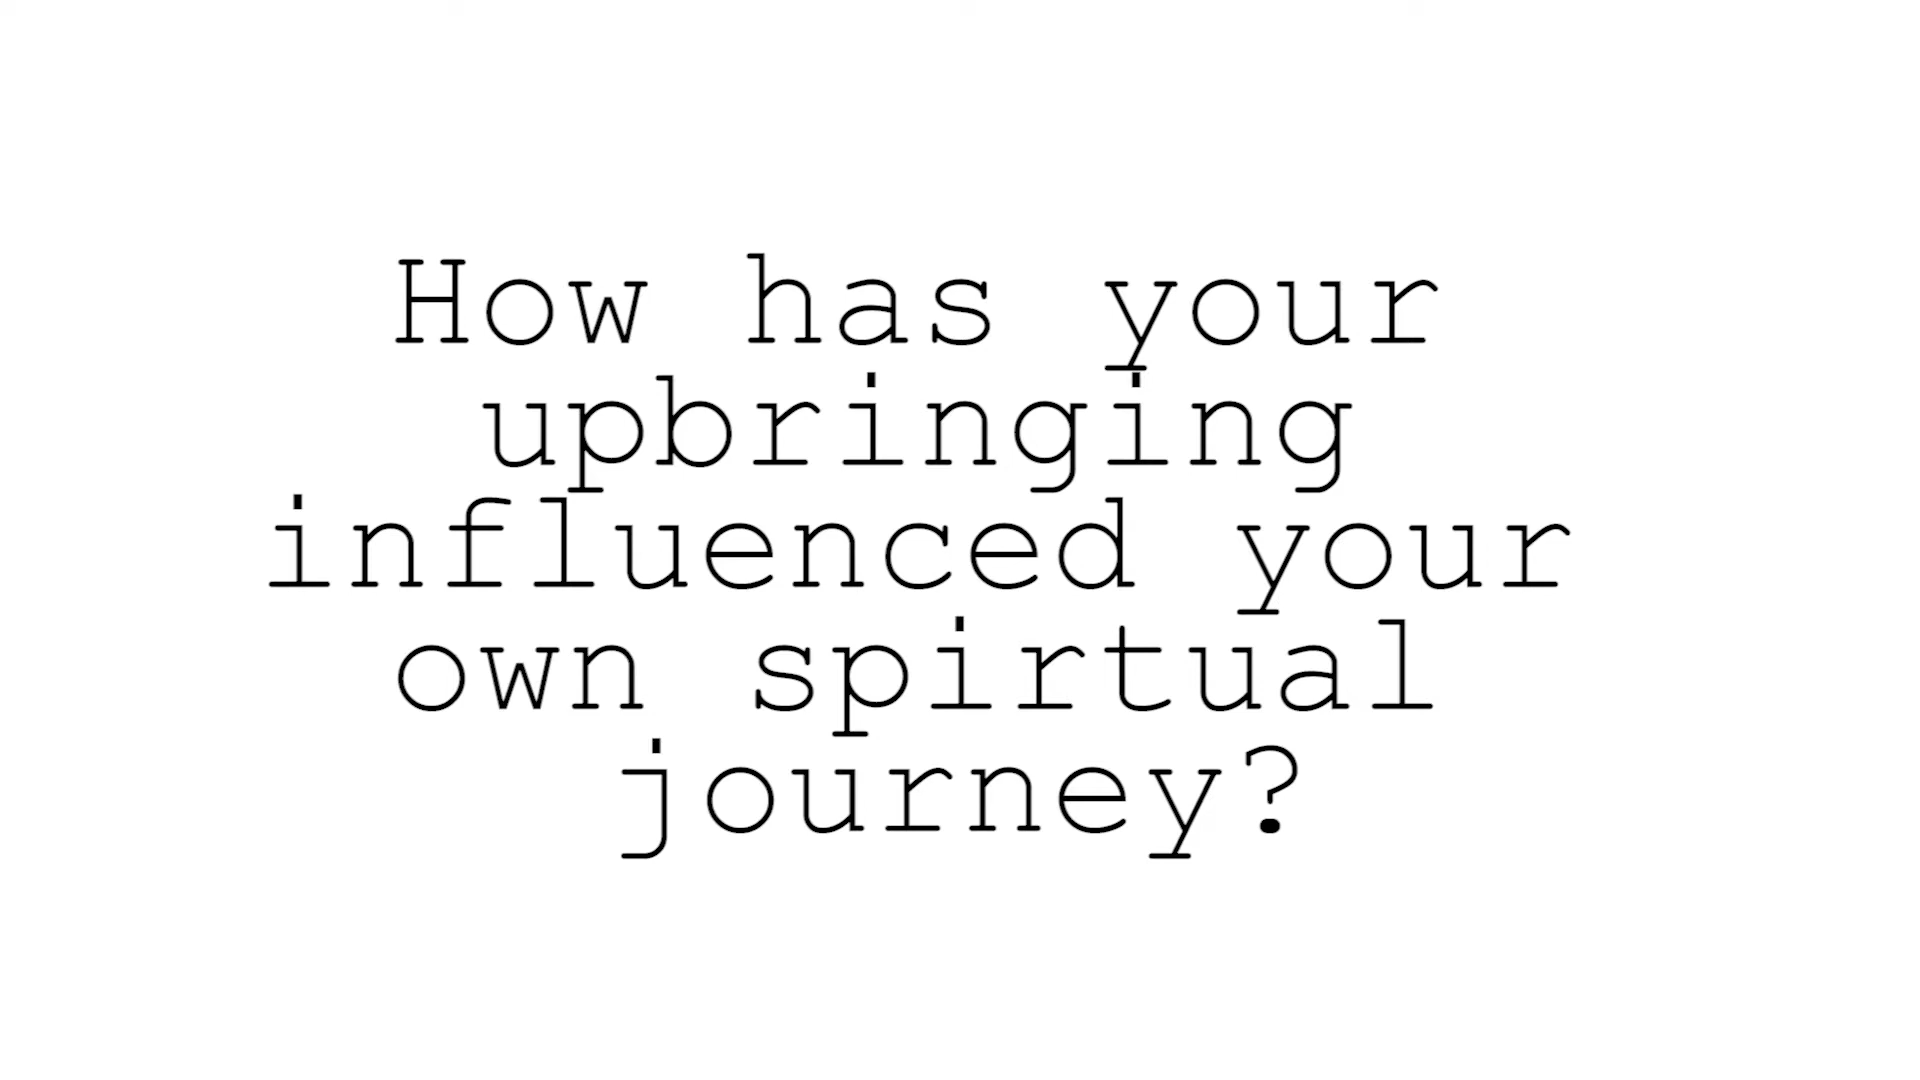 How has your
upbringing
influenced your
own spirtual
journey?